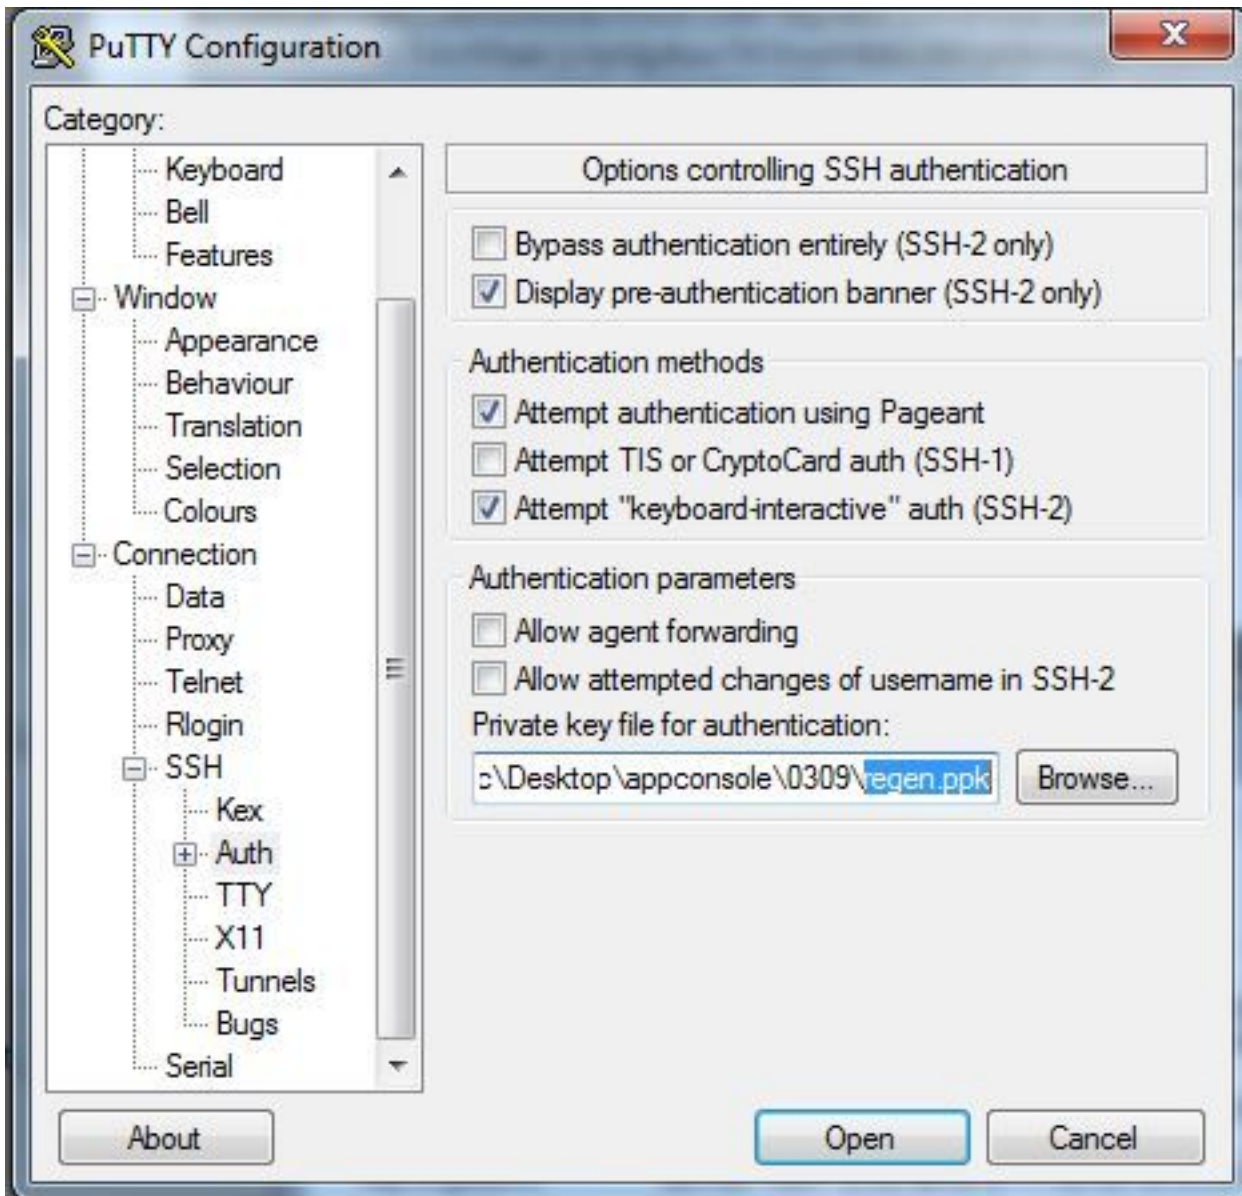 PuTTY Configuration
X
Category:
Keyboard
Bell
Features
Window
Appearance
Behaviour
Translation
Selection
Colours
Connection
Data
Proxy
Telnet
Rlogin
SSH
Kex
Auth
TTY
X11
Tunnels
Bugs
Serial
Options controlling SSH authentication
Bypass authentication entirely (SSH-2 only)
Display pre-authentication banner (SSH-2 only)
Authentication methods
Attempt authentication using Pageant
Attempt TIS or CryptoCard auth (SSH-1)
Attempt "keyboard-interactive" auth (SSH-2)
Authentication parameters
Allow agent forwarding
Allow attempted changes of username in SSH-2
Private key file for authentication:
c\Desktop\appconsole\0309\regen.ppk Browse...
About Open Cancel